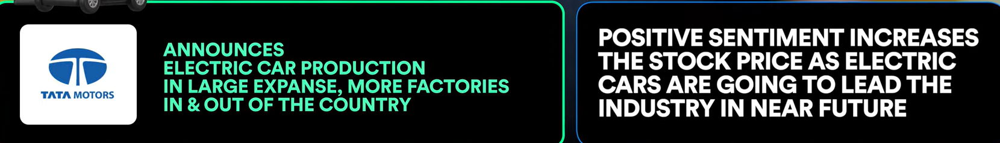 TATA MOTORS
ANNOUNCES
ELECTRIC CAR PRODUCTION
IN LARGE EXPANSE, MORE FACTORIES
IN & OUT OF THE COUNTRY
POSITIVE SENTIMENT INCREASES
THE STOCK PRICE AS ELECTRIC
CARS ARE GOING TO LEAD THE
INDUSTRY IN NEAR FUTURE